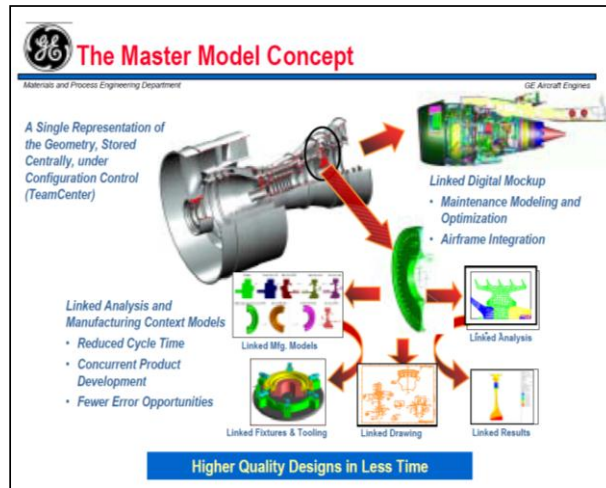 GE
The Master Model Concept
Materials and Process Engineering Department
GE Aircraft Engines
A Single Representation of
the Geometry, Stored
Centrally, under
Configuration Control
(TeamCenter)
Linked Digital Mockup
• Maintenance Modeling and
Optimization
• Airframe Integration
Linked Analysis and
Manufacturing Context Models
• Reduced Cycle Time
• Concurrent Product
Development
• Fewer Error Opportunities
Linked Mfg. Models
Linked Analysis
Linked Fixtures & Tooling
Linked Drawing
Linked Results
Higher Quality Designs in Less Time